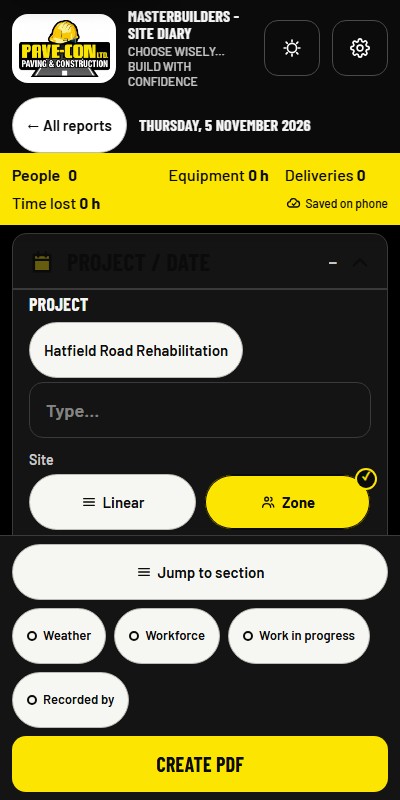 PAVE-CON LTD.
PAVING & CONSTRUCTION
MASTERBUILDERS -
SITE DIARY
CHOOSE WISELY...
BUILD WITH
CONFIDENCE
← All reports
THURSDAY, 5 NOVEMBER 2026
People 0
Equipment 0 h
Deliveries 0
Time lost 0 h
Saved on phone
PROJECT / DATE
–
PROJECT
Hatfield Road Rehabilitation
Type...
Site
Linear
Zone
Jump to section
Weather
Workforce
Work in progress
Recorded by
CREATE PDF